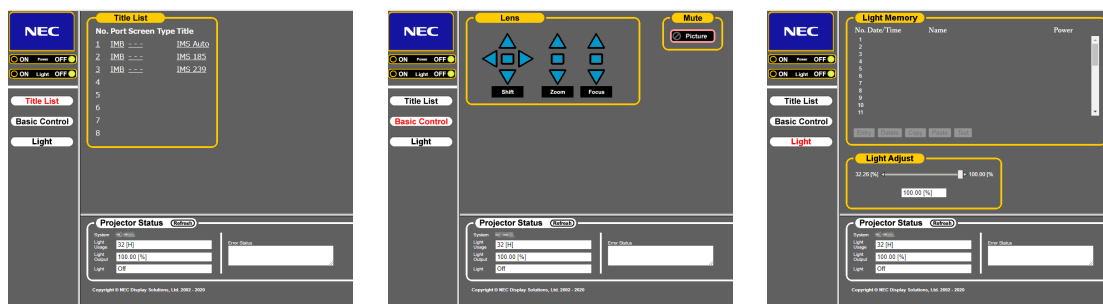 NEC
ON Power OFF
ON Light OFF
Title List
Basic Control
Light
Title List
No. Port Screen Type Title
1 IMB --- IMS Auto
2 IMB --- IMS 185
3 IMB --- IMS 239
4
5
6
7
8
Projector Status Refresh
System
Light Usage 32 [H]
Light Output 100.00 [%]
Light Off
Error Status
Copyright © NEC Display Solutions, Ltd. 2002 - 2020
NEC
ON Power OFF
ON Light OFF
Title List
Basic Control
Light
Lens
Shift Zoom Focus
Mute
Picture
Projector Status Refresh
System
Light Usage 32 [H]
Light Output 100.00 [%]
Light Off
Error Status
Copyright © NEC Display Solutions, Ltd. 2002 - 2020
NEC
ON Power OFF
ON Light OFF
Title List
Basic Control
Light
Light Memory
No. Date/Time Name Power
1
2
3
4
5
6
7
8
9
10
11
Entry Delete Copy Paste Test
Light Adjust
32.26 [%] 100.00 [%
100.00 [%]
Projector Status Refresh
System
Light Usage 32 [H]
Light Output 100.00 [%]
Light Off
Error Status
Copyright © NEC Display Solutions, Ltd. 2002 - 2020